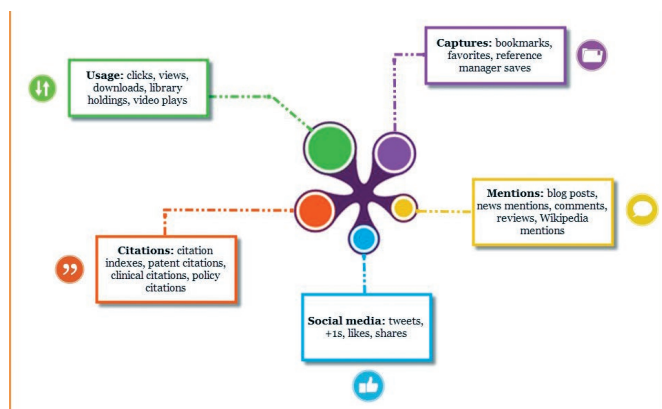 Captures: bookmarks,
favorites, reference
manager saves
Usage: clicks, views,
downloads, library
holdings, video plays
Mentions: blog posts,
news mentions, comments,
reviews, Wikipedia
mentions
Citations: citation
indexes, patent citations,
clinical citations, policy
citations
Social media: tweets,
+1s, likes, shares